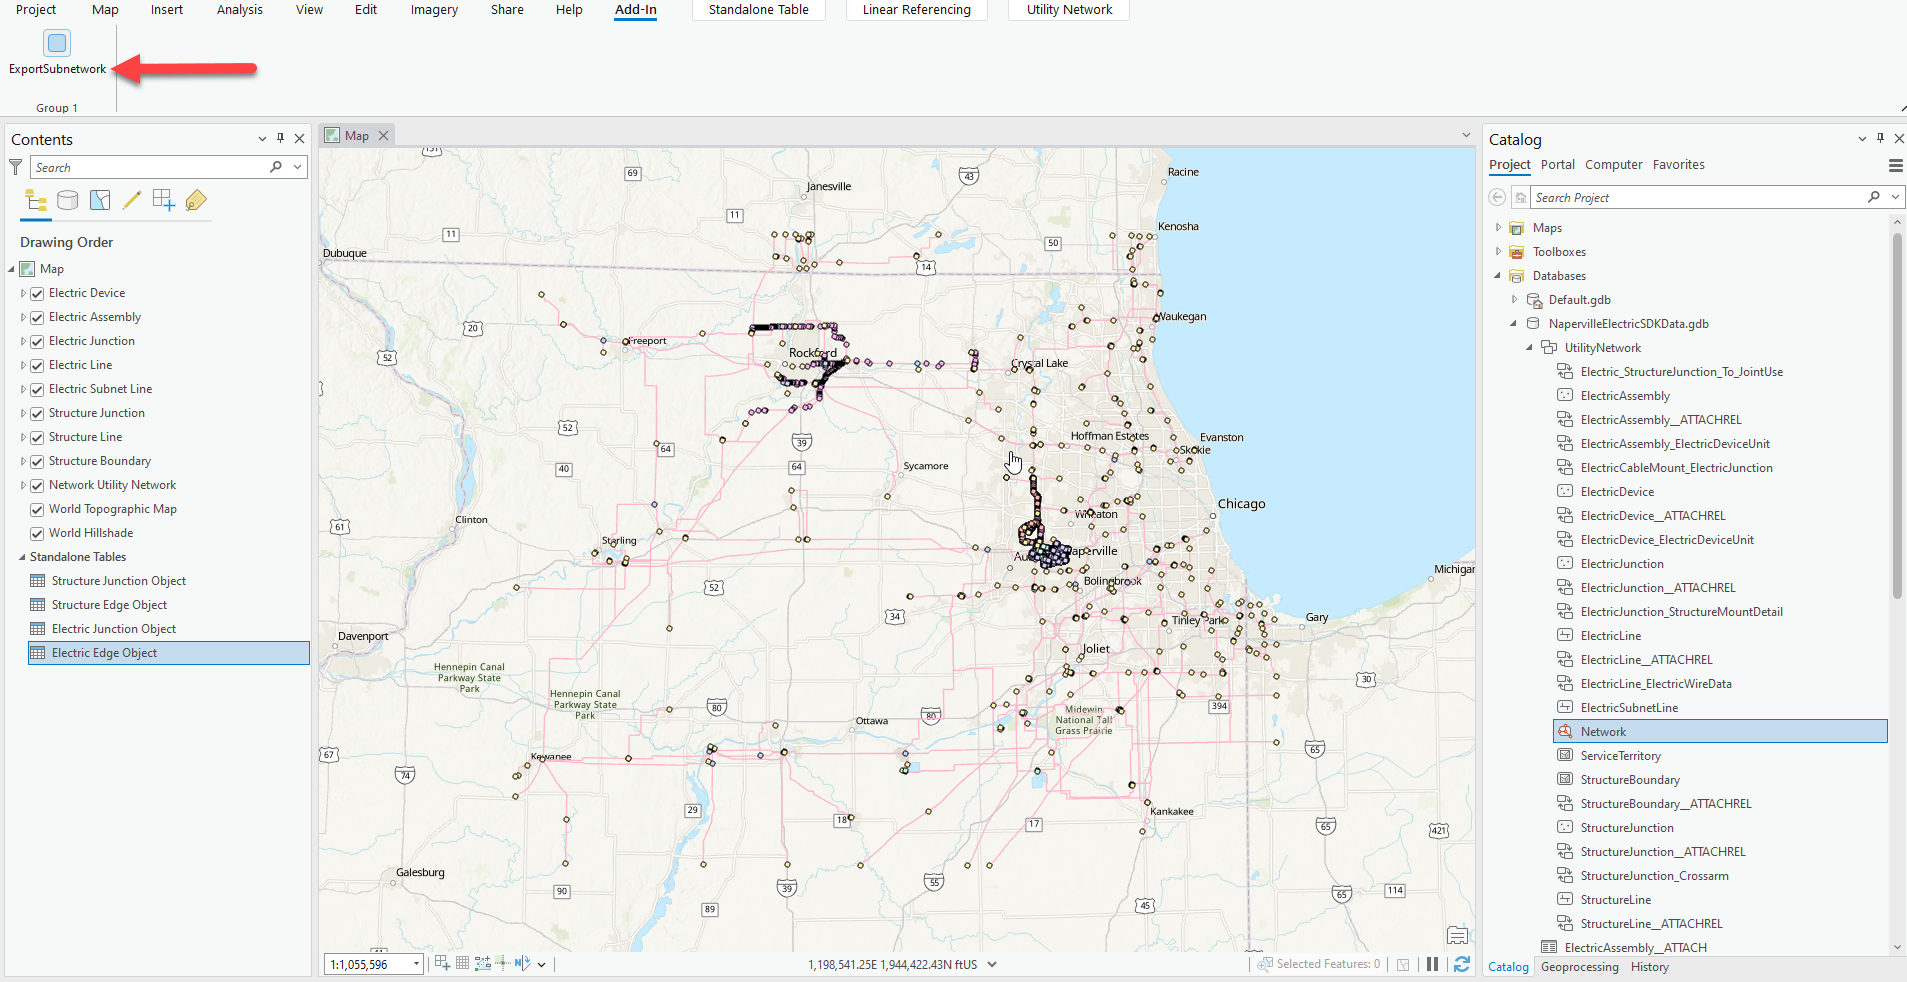 Project Map Insert Analysis View Edit Imagery Share Help Add-In Standalone Table Linear Referencing Utility Network
ExportSubnetwork
Group 1
Contents
Search
Drawing Order
Map
Electric Device
Electric Assembly
Electric Junction
Electric Line
Electric Subnet Line
Structure Junction
Structure Line
Structure Boundary
Network Utility Network
World Topographic Map
World Hillshade
Standalone Tables
Structure Junction Object
Structure Edge Object
Electric Junction Object
Electric Edge Object
Map
69
43
Racine
Janesville
11
11
Kenosha
50
Dubuque
14
20
Waukegan
52
Freeport
Rockford
Crystal Lake
52
39
Hoffman Estates
Evanston
Skokie
64
64
40
Sycamore
Chicago
Wheaton
61
Clinton
Sterling
Naperville
Michigan
Bolingbrook
52
34
Tinley Park
Gary
Davenport
Joliet
Hennepin Canal
Parkway State
Park
30
Hennepin Canal
Parkway State
Park
80
80
394
Midewin
National Tall
Grass Prairie
Ottawa
67
Kewanee
65
74
29
Kankakee
18
17
65
421
Galesburg
90
39
55
65
114
89
45
1:1,055,596
1,198,541.25E 1,944,422.43N ftUS
Selected Features: 0
Catalog
Project Portal Computer Favorites
Search Project
Maps
Toolboxes
Databases
Default.gdb
NapervilleElectricSDKData.gdb
UtilityNetwork
Electric_StructureJunction_To_JointUse
ElectricAssembly
ElectricAssembly__ATTACHREL
ElectricAssembly_ElectricDeviceUnit
ElectricCableMount_ElectricJunction
ElectricDevice
ElectricDevice__ATTACHREL
ElectricDevice_ElectricDeviceUnit
ElectricJunction
ElectricJunction__ATTACHREL
ElectricJunction_StructureMountDetail
ElectricLine
ElectricLine__ATTACHREL
ElectricLine_ElectricWireData
ElectricSubnetLine
Network
ServiceTerritory
StructureBoundary
StructureBoundary__ATTACHREL
StructureJunction
StructureJunction__ATTACHREL
StructureJunction_Crossarm
StructureLine
StructureLine__ATTACHREL
ElectricAssembly__ATTACH
Catalog Geoprocessing History